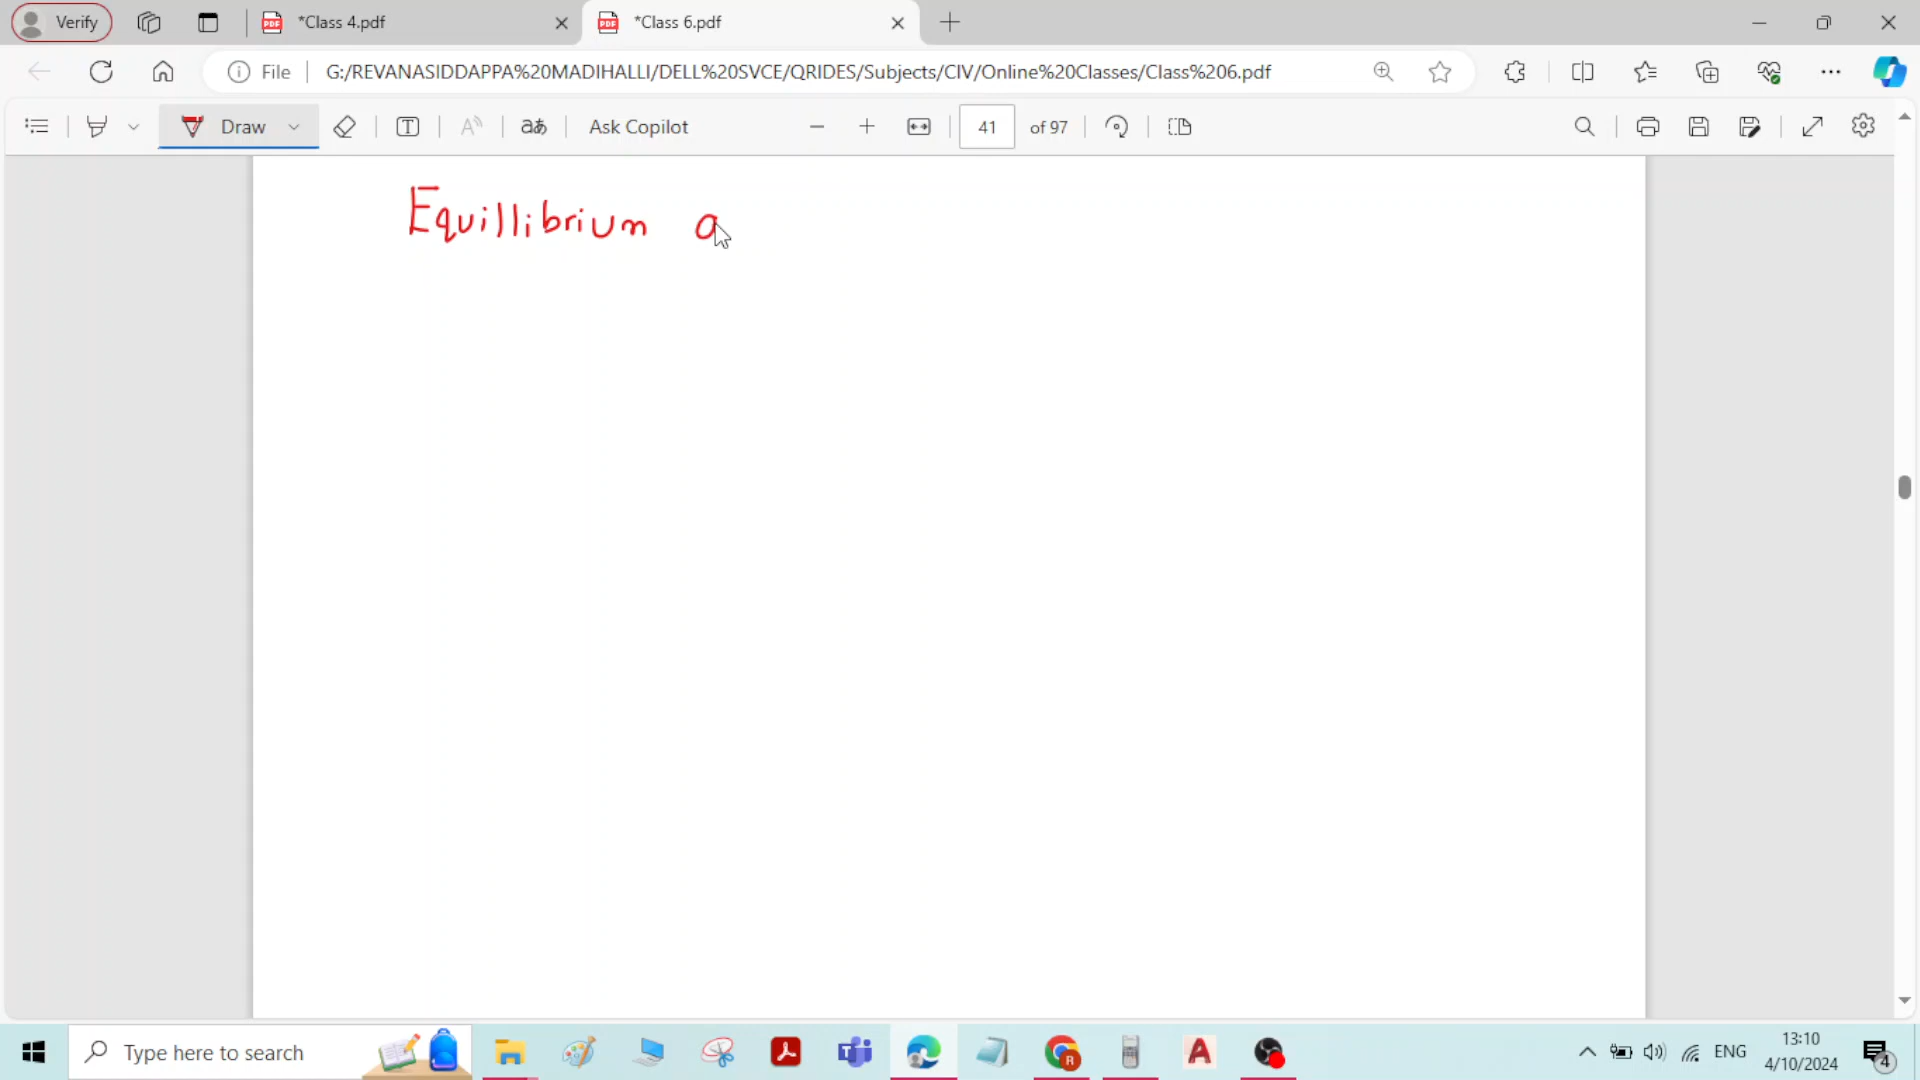 Verify
*Class 4.pdf
*Class 6.pdf
File
G:/REVANASIDDAPPA%20MADIHALLI/DELL%20SVCE/QRIDES/Subjects/CIV/Online%20Classes/Class%206.pdf
Draw
Ask Copilot
41 of 97
Equillibrium a
Type here to search
ENG
13:10
4/10/2024
4